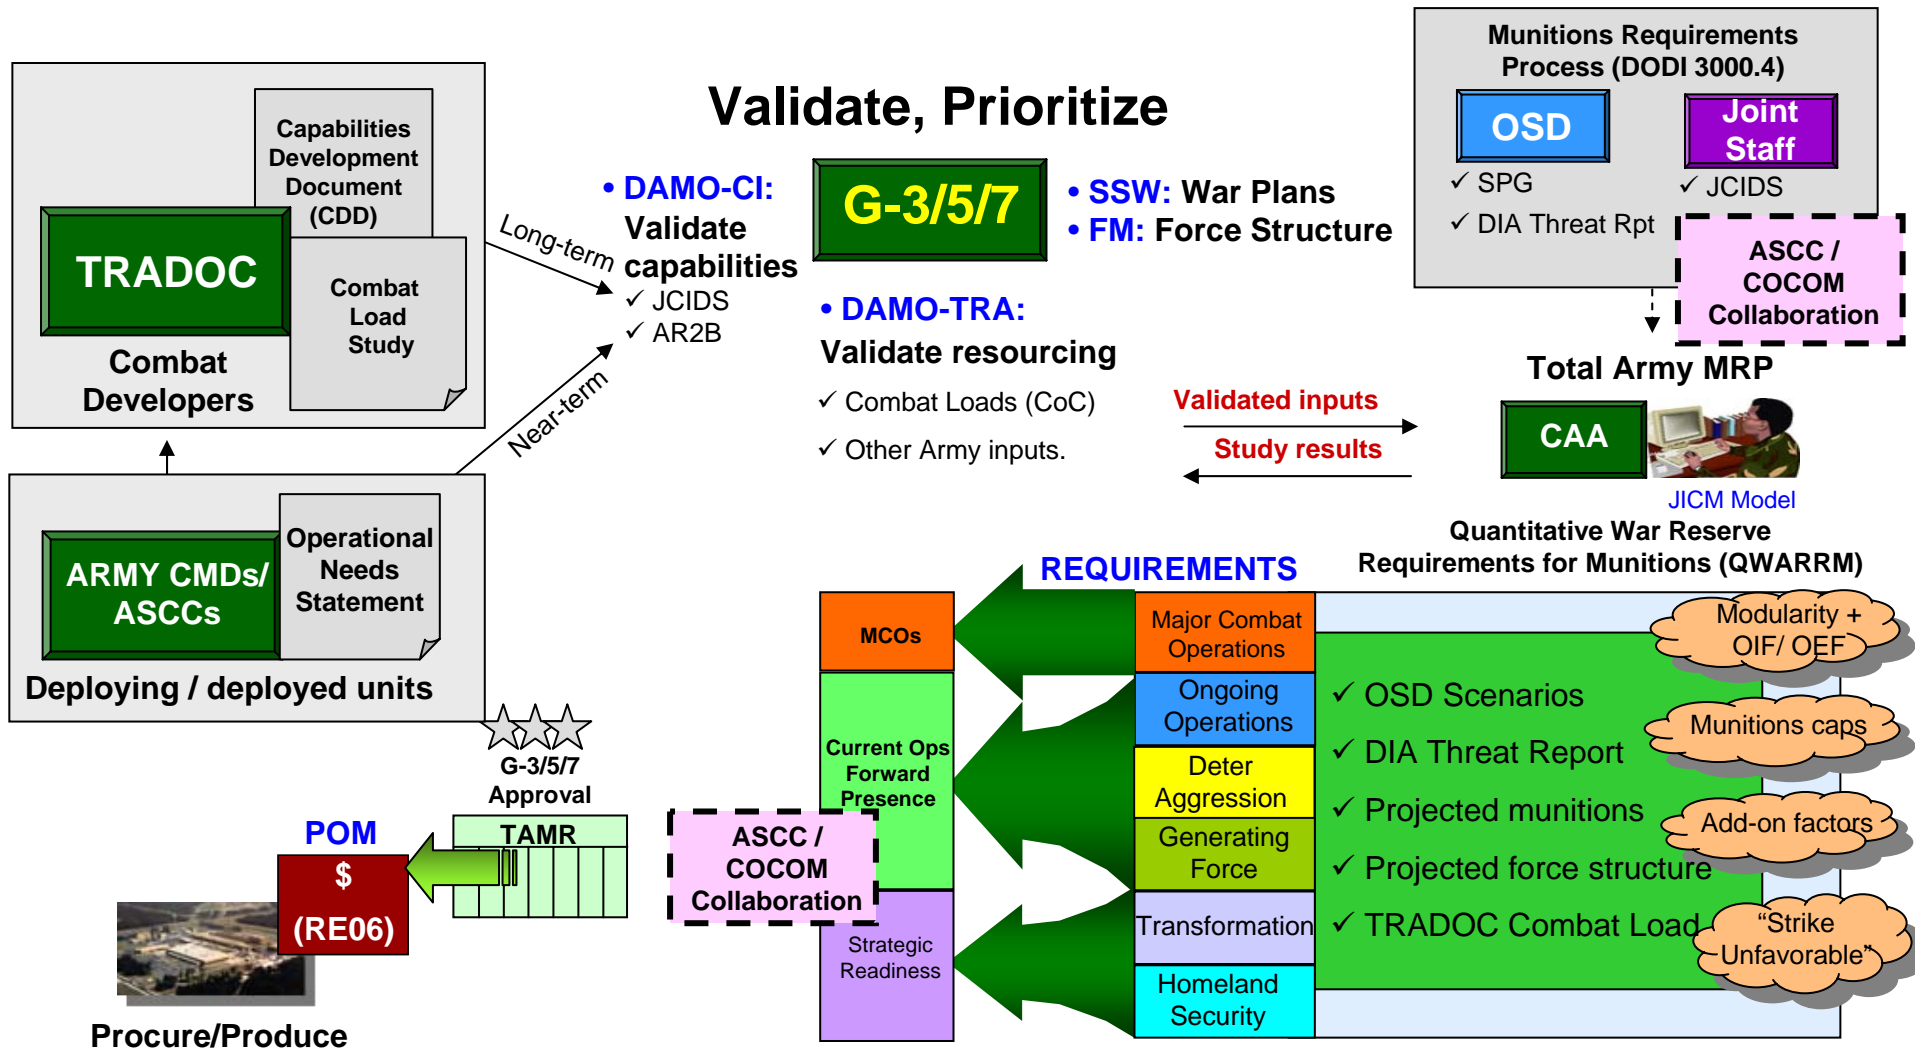 Validate, Prioritize
Capabilities
Development
Document
(CDD)
TRADOC
Combat
Load
Study
Combat
Developers
Long-term
Near-term
ARMY CMDs/
ASCCs
Operational
Needs
Statement
Deploying / deployed units
• DAMO-CI:
Validate
capabilities
✓ JCIDS
✓ AR2B
G-3/5/7
• SSW: War Plans
• FM: Force Structure
• DAMO-TRA:
Validate resourcing
✓ Combat Loads (CoC)
✓ Other Army inputs.
Munitions Requirements
Process (DODI 3000.4)
OSD
✓ SPG
✓ DIA Threat Rpt
Joint
Staff
✓ JCIDS
ASCC /
COCOM
Collaboration
Validated inputs
Study results
Total Army MRP
CAA
JICM Model
Quantitative War Reserve
Requirements for Munitions (QWARRM)
REQUIREMENTS
MCOs
Current Ops
Forward
Presence
Strategic
Readiness
Major Combat
Operations
Ongoing
Operations
Deter
Aggression
Generating
Force
Transformation
Homeland
Security
✓ OSD Scenarios
✓ DIA Threat Report
✓ Projected munitions
✓ Projected force structure
✓ TRADOC Combat Load
Modularity +
OIF/ OEF
Munitions caps
Add-on factors
“Strike
Unfavorable”
ASCC /
COCOM
Collaboration
G-3/5/7
Approval
TAMR
POM
$
(RE06)
Procure/Produce